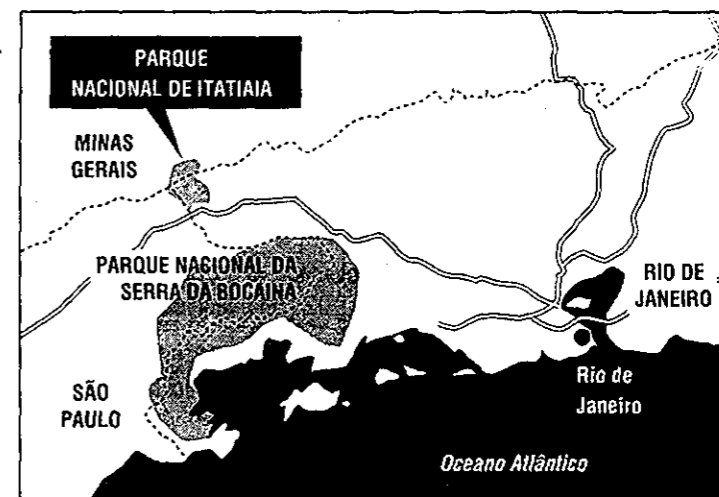 PARQUE
NACIONAL DE ITATIAIA
MINAS
GERAIS
PARQUE NACIONAL DA
SERRA DA BOCAINA
RIO DE
JANEIRO
SÃO
PAULO
Rio de
Janeiro
Oceano Atlântico